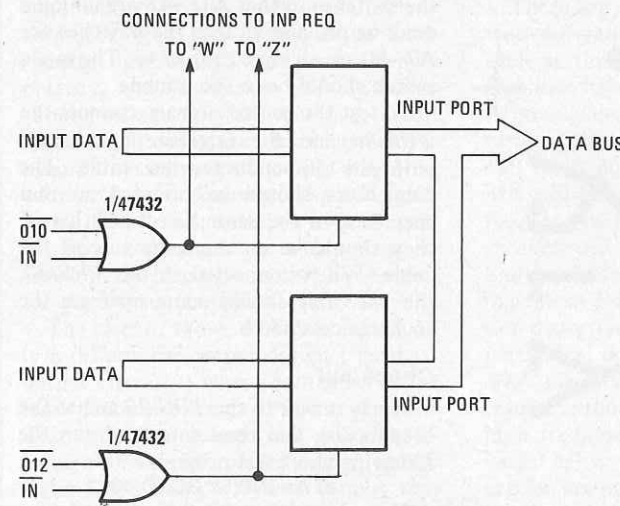 CONNECTIONS TO INP REQ
TO "W" TO "Z"
INPUT PORT
INPUT DATA
DATA BUS
1/47432
010
IN
INPUT DATA
INPUT PORT
1/47432
012
IN